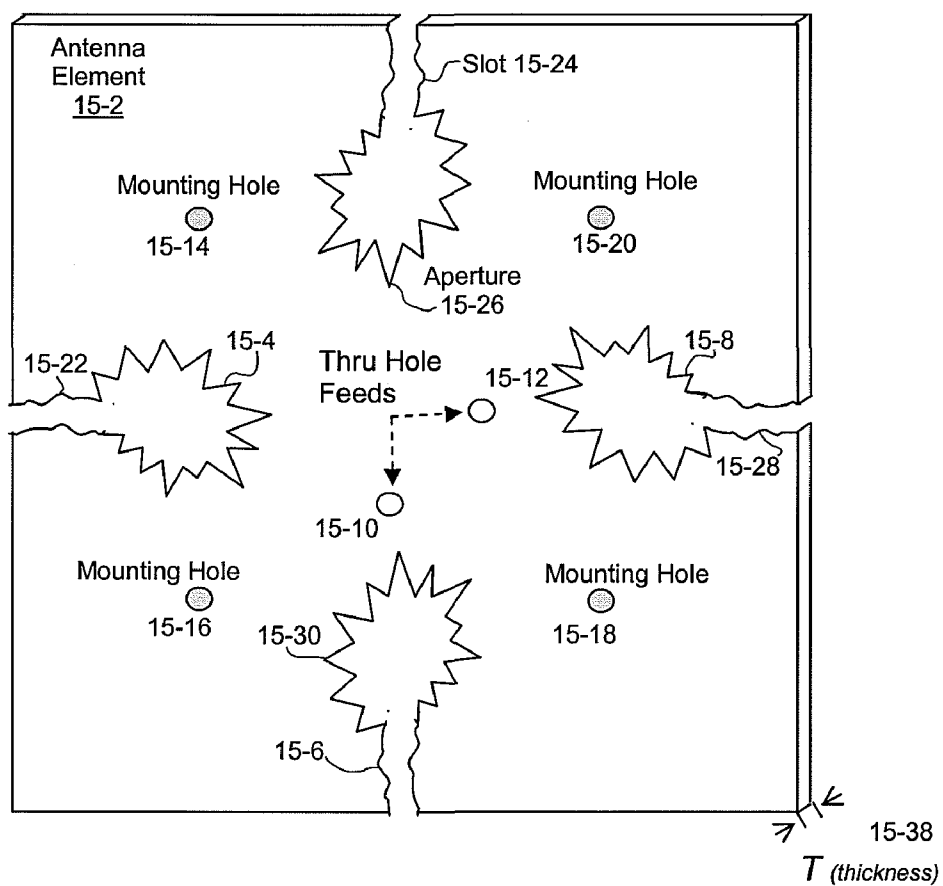 Antenna
Element
15-2
Slot 15-24
Mounting Hole
15-14
Mounting Hole
15-20
Aperture
15-26
15-22
15-4
Thru Hole
Feeds
15-12
15-8
15-28
15-10
Mounting Hole
15-16
15-30
Mounting Hole
15-18
15-6
15-38
T (thickness)